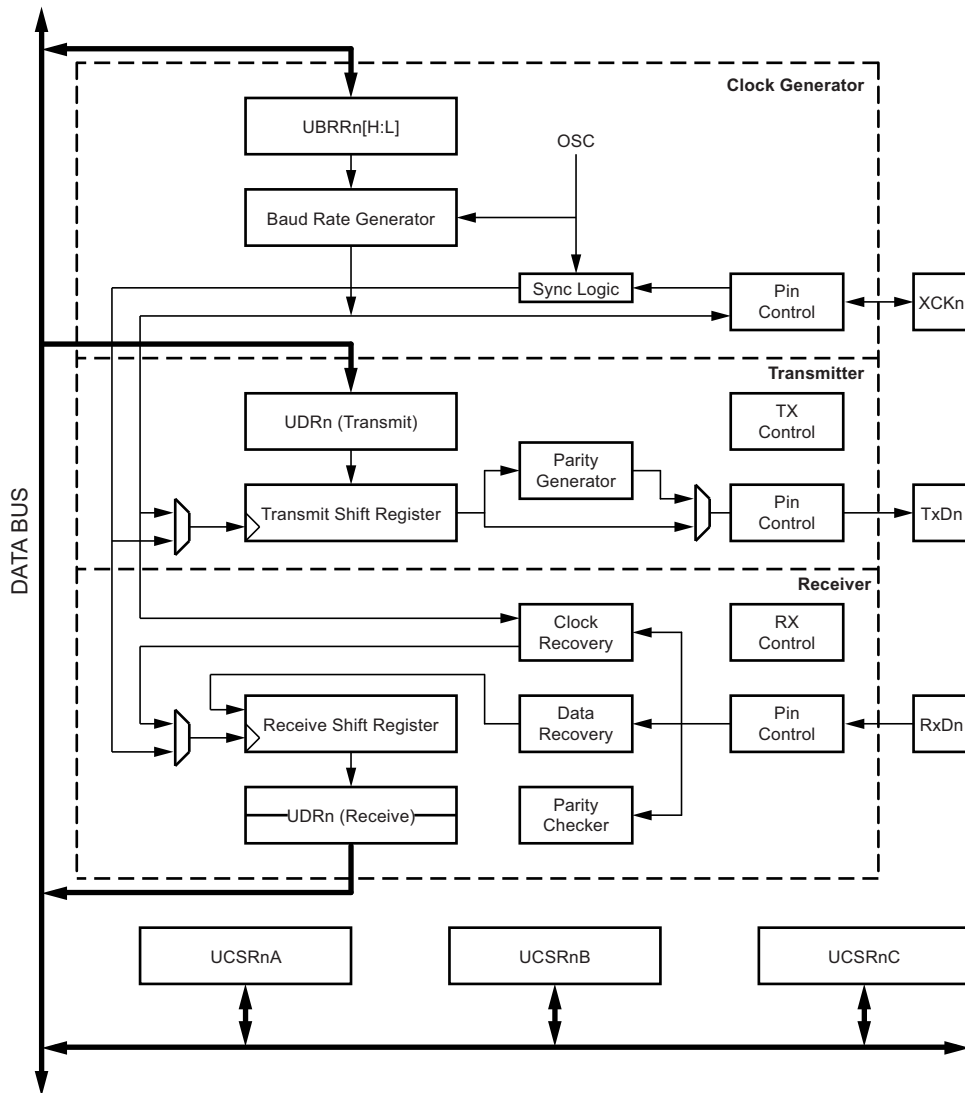 Clock Generator
UBRRn[H:L]
OSC
Baud Rate Generator
Sync Logic
Pin
Control
XCKn
Transmitter
UDRn (Transmit)
TX
Control
Parity
Generator
Transmit Shift Register
Pin
Control
TxDn
DATA BUS
Receiver
Clock
Recovery
RX
Control
Receive Shift Register
Data
Recovery
Pin
Control
RxDn
UDRn (Receive)
Parity
Checker
UCSRnA
UCSRnB
UCSRnC